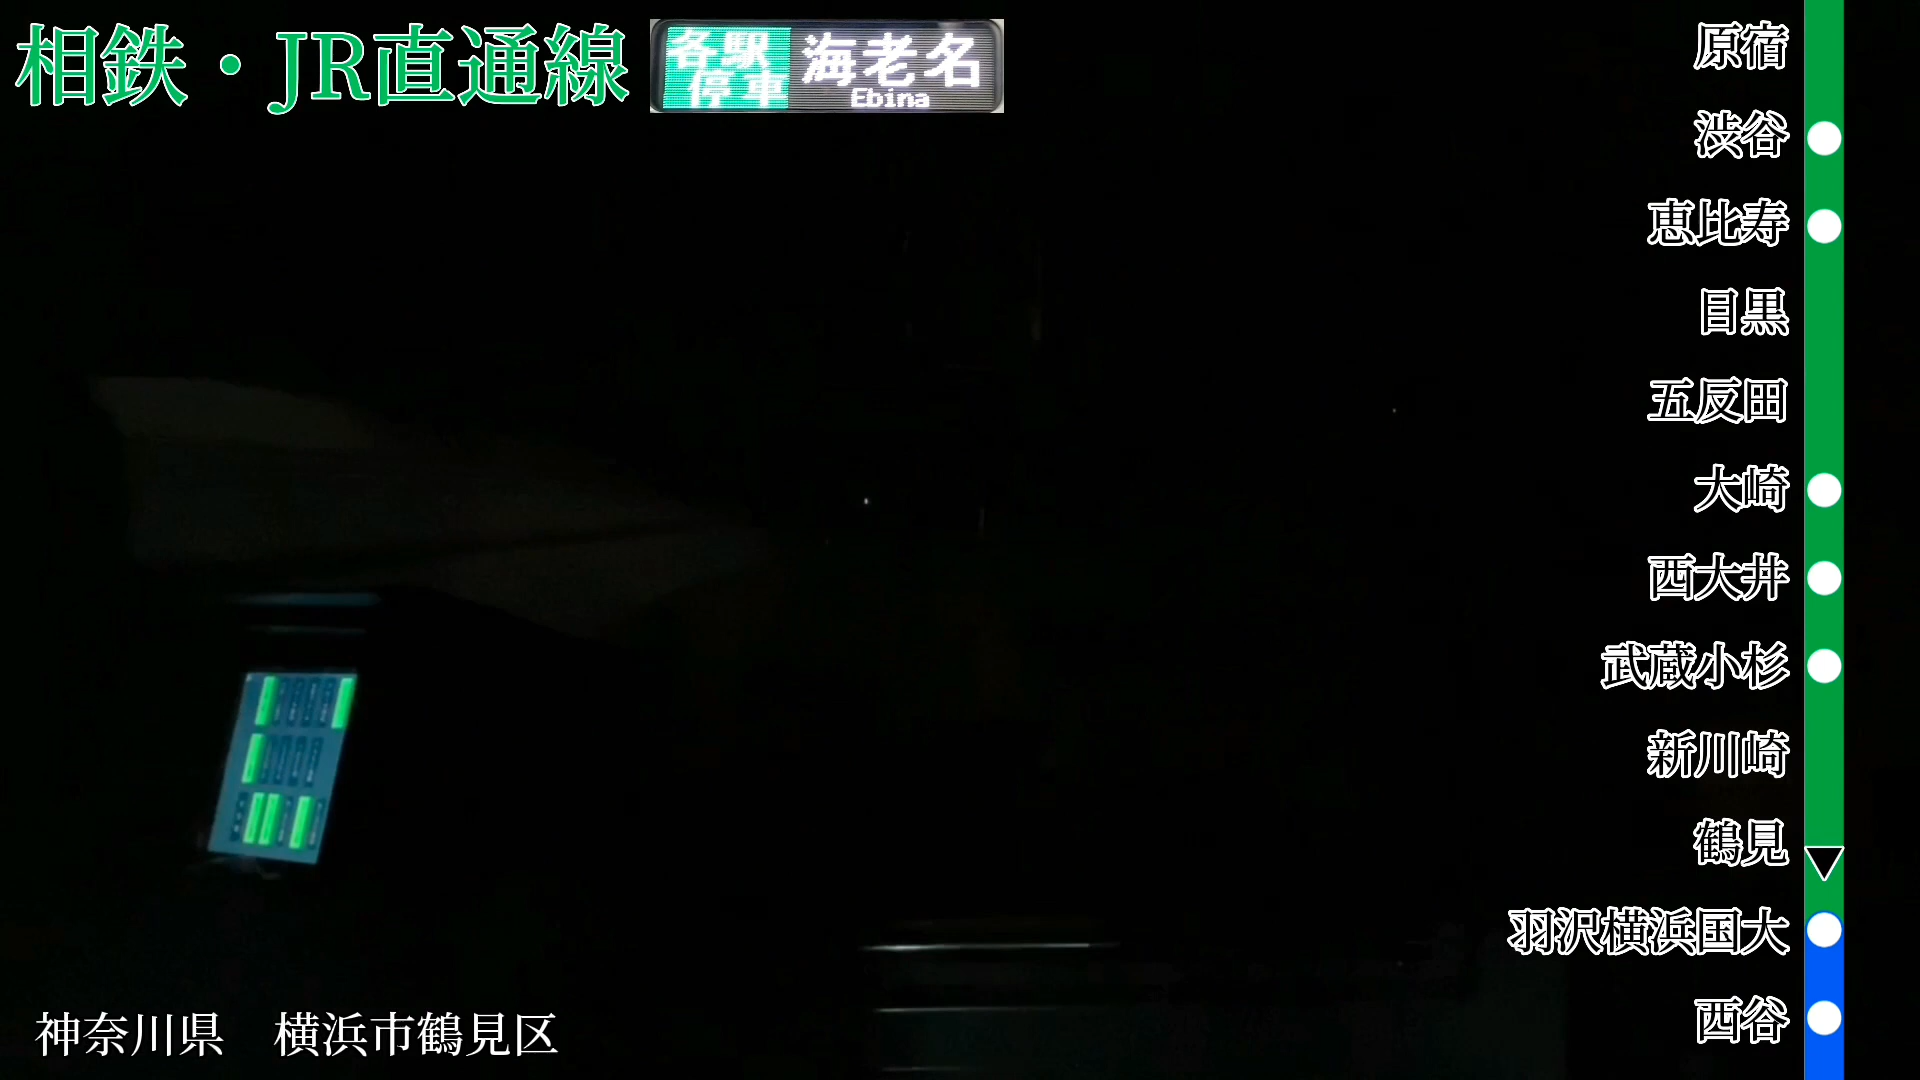 相鉄・JR直通線
各駅停車 海老名
Ebina
原宿
渋谷
恵比寿
目黒
五反田
大崎
西大井
武蔵小杉
新川崎
鶴見
羽沢横浜国大
西谷
神奈川県 横浜市鶴見区